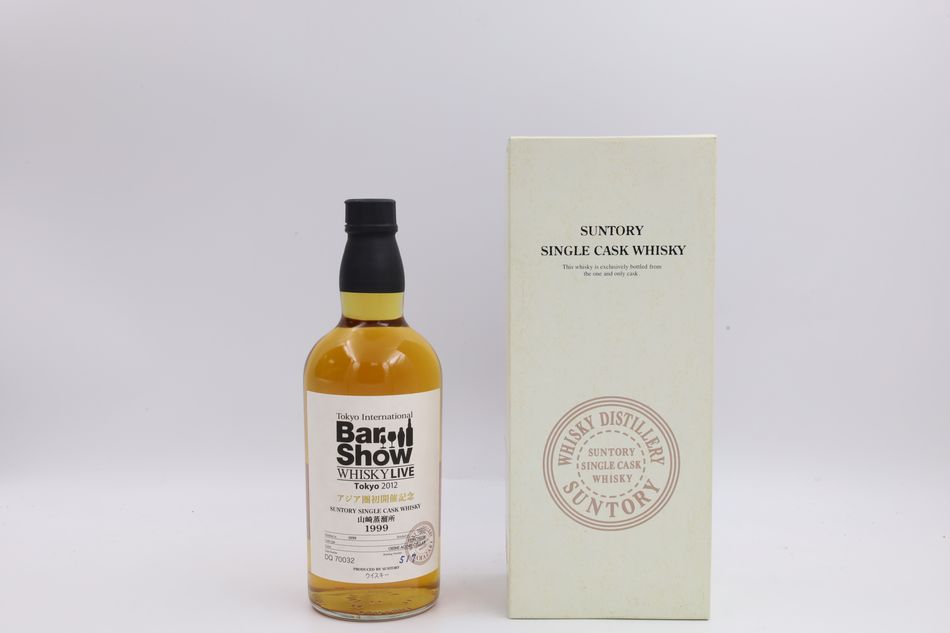 Tokyo International
Bar Show
WHISKY LIVE
Tokyo 2012
アジア圏初開催記念
SUNTORY SINGLE CASK WHISKY
山崎蒸溜所
1999
1999
DQ 70032
517
PRODUCED BY SUNTORY
ウイスキー
SUNTORY
SINGLE CASK WHISKY
This whisky is exclusively bottled from
the one and only cask.
WHISKY DISTILLERY
SUNTORY
SINGLE CASK
WHISKY
SUNTORY